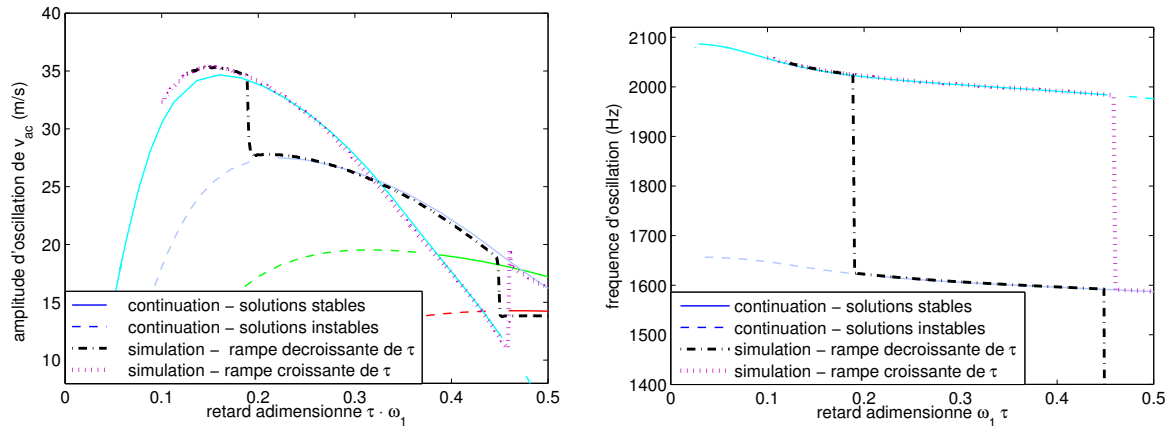 40
35
30
25
20
15
10
amplitude d'oscillation de v_ac (m/s)
continuation − solutions stables
continuation − solutions instables
simulation − rampe decroissante de τ
simulation − rampe croissante de τ
0 0.1 0.2 0.3 0.4 0.5
retard adimensionne τ · ω_1
2100
2000
1900
1800
1700
1600
1500
1400
frequence d'oscillation (Hz)
continuation − solutions stables
continuation − solutions instables
simulation − rampe decroissante de τ
simulation − rampe croissante de τ
0 0.1 0.2 0.3 0.4 0.5
retard adimensionne ω_1 τ